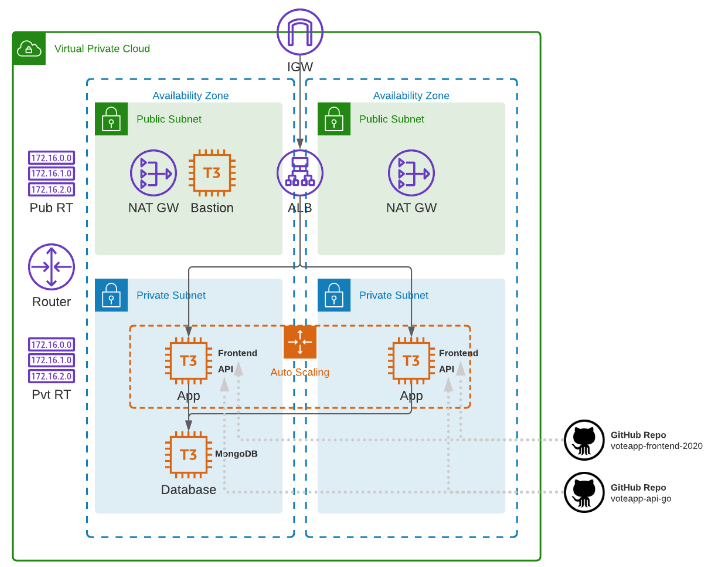 IGW
Virtual Private Cloud
Availability Zone
Availability Zone
Public Subnet
Public Subnet
172.16.0.0
172.16.1.0
172.16.2.0
Pub RT
T3
NAT GW
Bastion
ALB
NAT GW
Router
Private Subnet
Private Subnet
172.16.0.0
172.16.1.0
172.16.2.0
Pvt RT
T3
Frontend
API
App
Auto Scaling
T3
Frontend
API
App
T3
MongoDB
Database
GitHub Repo
voteapp-frontend-2020
GitHub Repo
voteapp-api-go